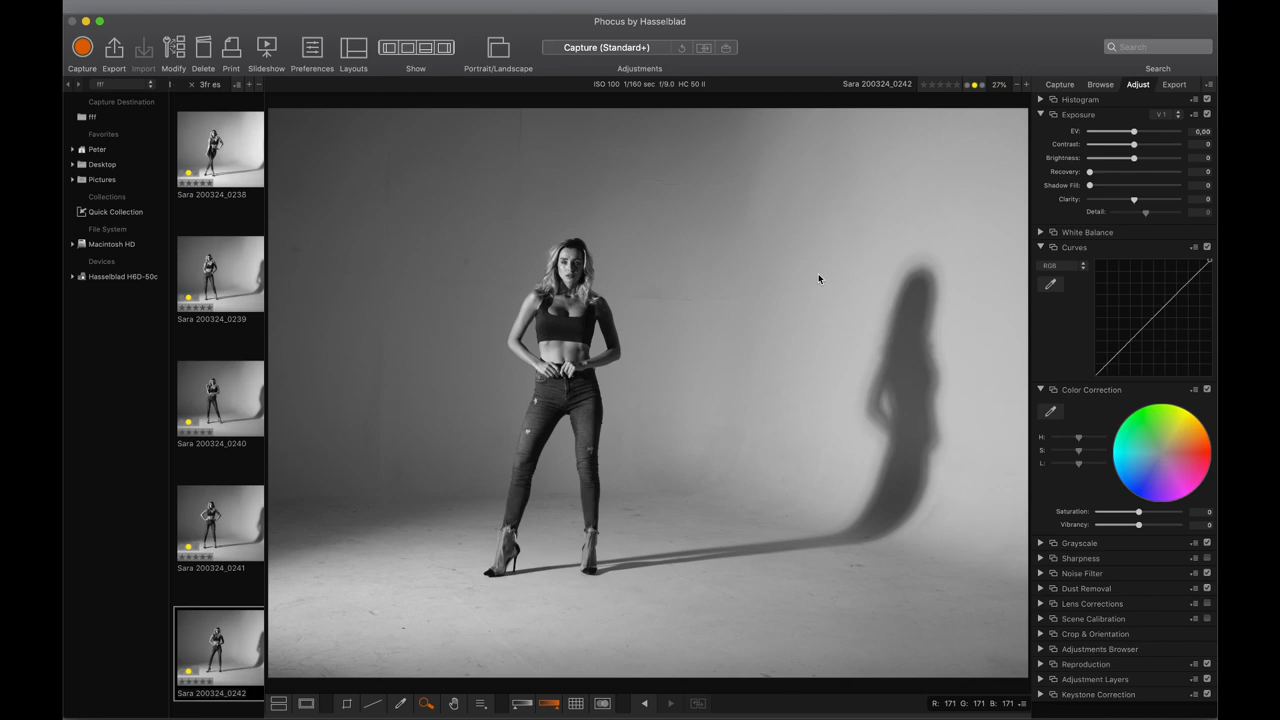 Phocus by Hasselblad
Capture (Standard+)
Search
Capture Export Import Modify Delete Print Slideshow Preferences Layouts Show Portrait/Landscape Adjustments Search
fff
3fr es
ISO 100 1/160 sec f/9.0 HC 50 II
Sara 200324_0242
27%
Capture Browse Adjust Export
Capture Destination
fff
Favorites
Peter
Desktop
Pictures
Collections
Quick Collection
File System
Macintosh HD
Devices
Hasselblad H6D-50c
Sara 200324_0238
Sara 200324_0239
Sara 200324_0240
Sara 200324_0241
Sara 200324_0242
Histogram
Exposure V 1
EV: 0,00
Contrast: 0
Brightness: 0
Recovery: 0
Shadow Fill: 0
Clarity: 0
Detail: 0
White Balance
Curves
RGB
Color Correction
H:
S:
L:
Saturation: 0
Vibrancy: 0
Grayscale
Sharpness
Noise Filter
Dust Removal
Lens Corrections
Scene Calibration
Crop & Orientation
Adjustments Browser
Reproduction
Adjustment Layers
Keystone Correction
R: 171 G: 171 B: 171